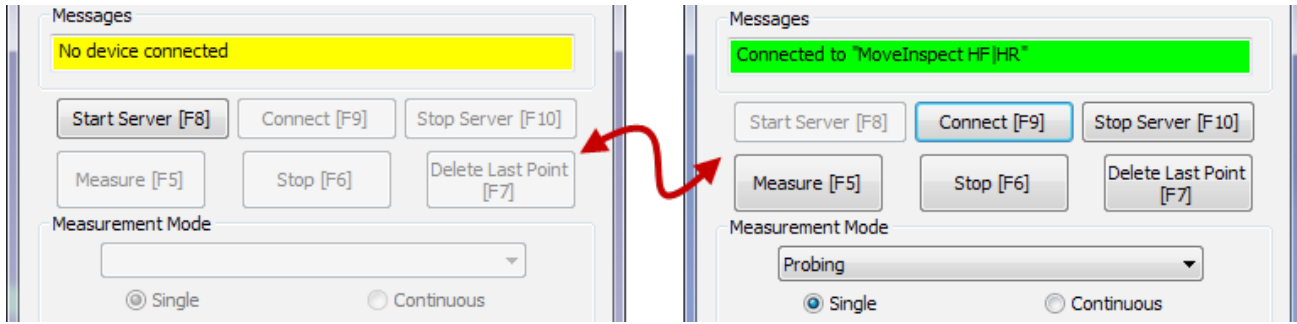 Messages
No device connected
Start Server [F8] Connect [F9] Stop Server [F10]
Measure [F5] Stop [F6] Delete Last Point
[F7]
Measurement Mode
Single Continuous
Messages
Connected to "MoveInspect HF|HR"
Start Server [F8] Connect [F9] Stop Server [F10]
Measure [F5] Stop [F6] Delete Last Point
[F7]
Measurement Mode
Probing
Single Continuous